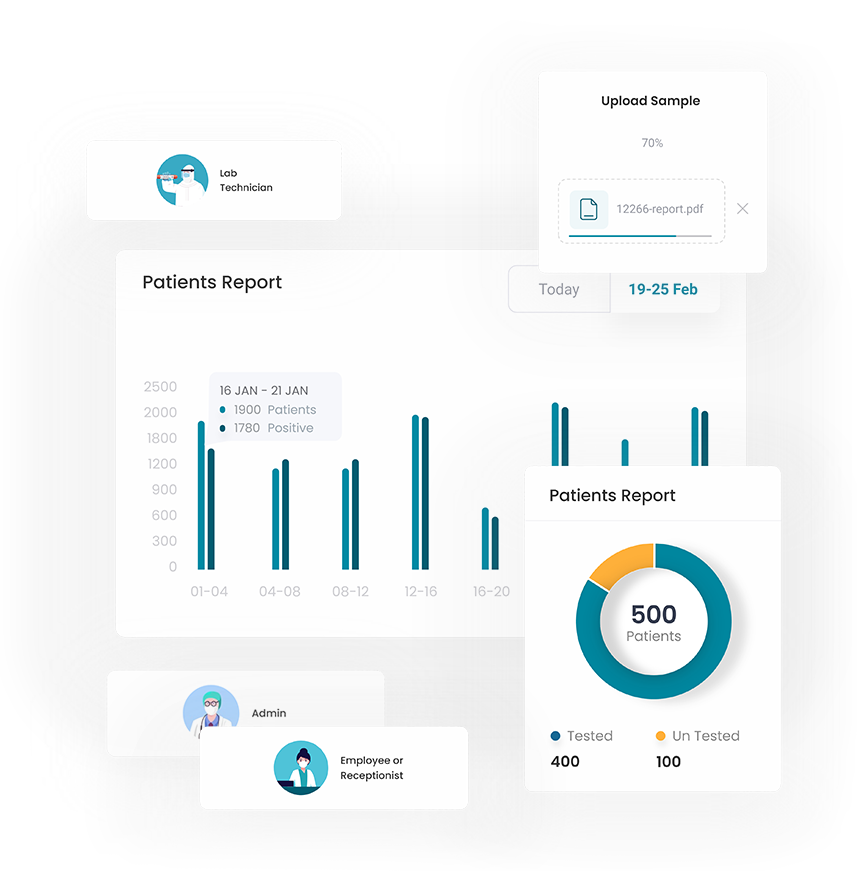 Upload Sample
70%
12266-report.pdf
Lab
Technician
Patients Report
Today
19-25 Feb
2500
2000
1800
1200
900
600
300
0
16 JAN - 21 JAN
1900 Patients
1780 Positive
01-04
04-08
08-12
12-16
16-20
Patients Report
500
Patients
Tested
400
Un Tested
100
Admin
Employee or
Receptionist